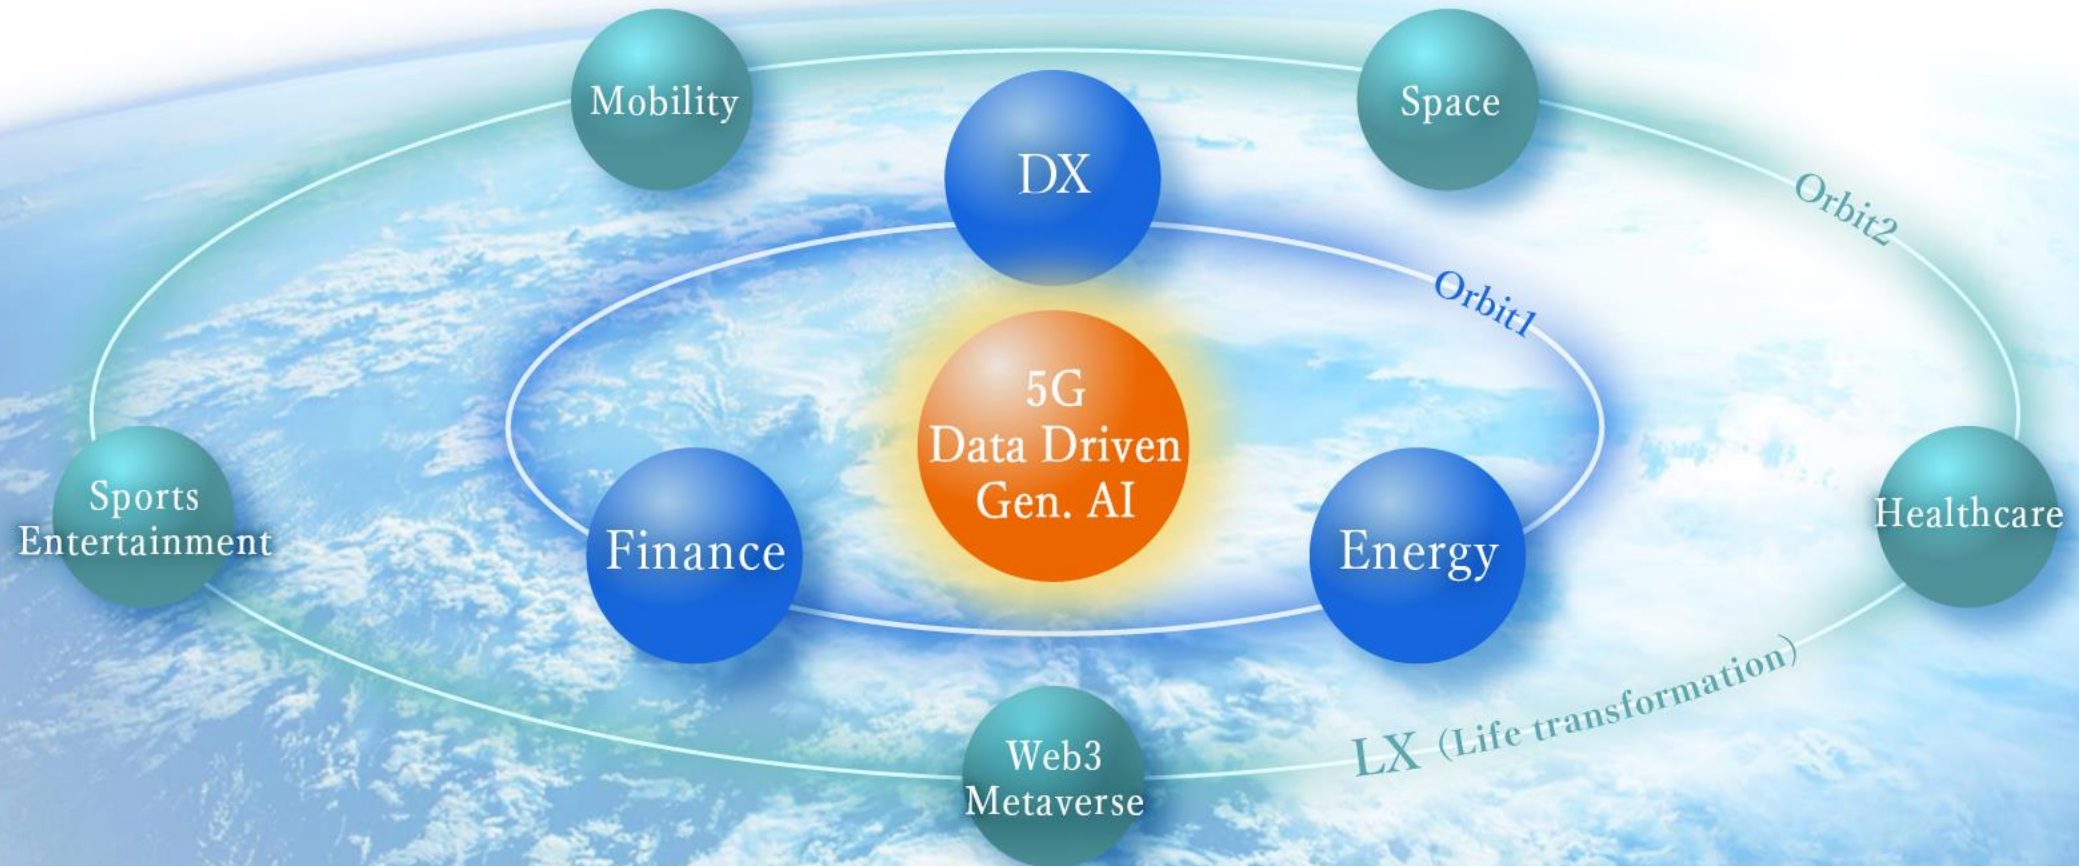 Mobility
Space
DX
Orbit2
Orbit1
5G
Data Driven
Gen. AI
Sports
Entertainment
Finance
Energy
Healthcare
LX (Life transformation)
Web3
Metaverse